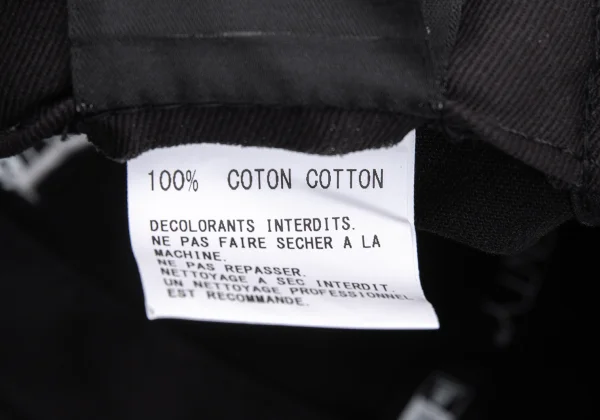 100% COTON COTTON
DECOLORANTS INTERDITS.
NE PAS FAIRE SECHER A LA
MACHINE.
NE PAS REPASSER.
NETTOYAGE A SEC INTERDIT.
UN NETTOYAGE PROFESSIONNEL
EST RECOMMANDE.